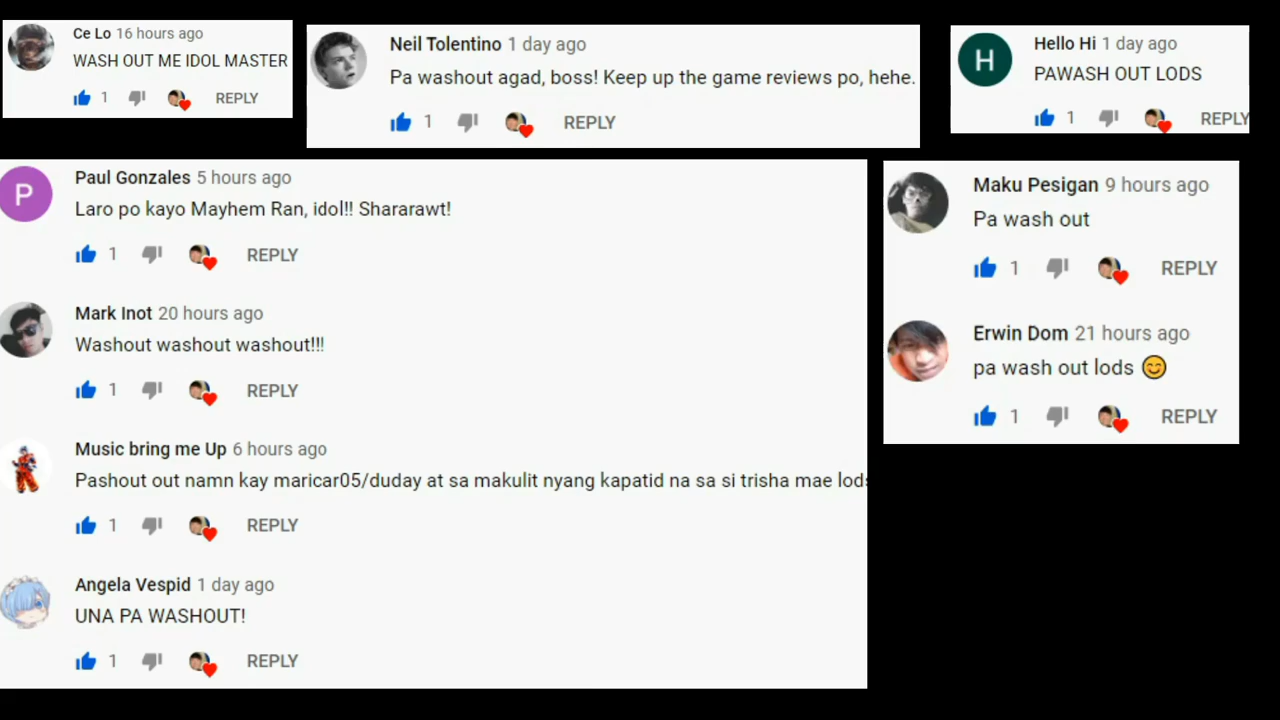 Ce Lo 16 hours ago
WASH OUT ME IDOL MASTER
1 REPLY
Neil Tolentino 1 day ago
Pa washout agad, boss! Keep up the game reviews po, hehe.
1 REPLY
H
Hello Hi 1 day ago
PAWASH OUT LODS
1 REPLY
P
Paul Gonzales 5 hours ago
Laro po kayo Mayhem Ran, idol!! Shararawt!
1 REPLY
Mark Inot 20 hours ago
Washout washout washout!!!
1 REPLY
Music bring me Up 6 hours ago
Pashout out namn kay maricar05/duday at sa makulit nyang kapatid na sa si trisha mae lods
1 REPLY
Angela Vespid 1 day ago
UNA PA WASHOUT!
1 REPLY
Maku Pesigan 9 hours ago
Pa wash out
1 REPLY
Erwin Dom 21 hours ago
pa wash out lods 😊
1 REPLY